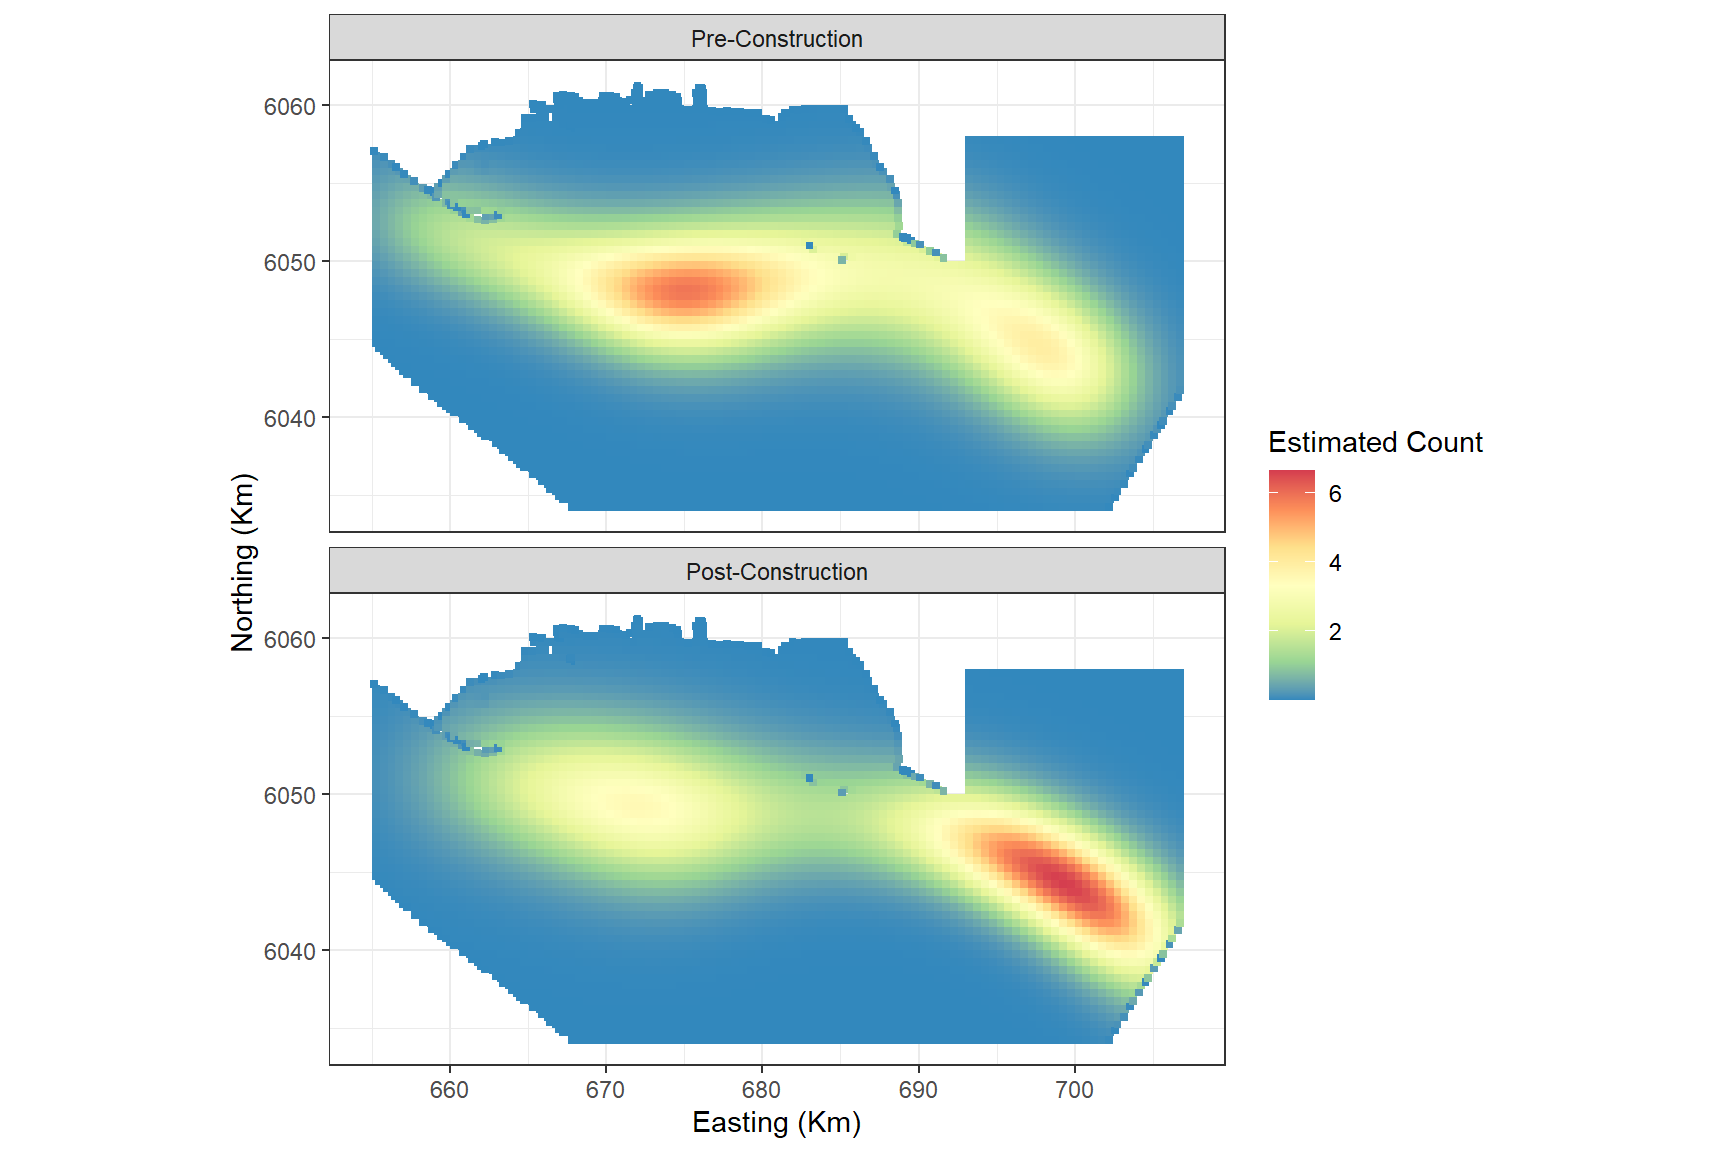 Pre-Construction
6060
6050
6040
Post-Construction
6060
6050
6040
660 670 680 690 700
Easting (Km)
Northing (Km)
Estimated Count
6
4
2